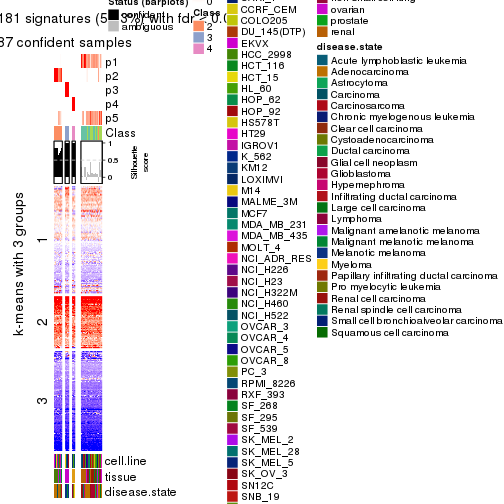 Status (barplots)
confident
ambiguous
0
Class
2
3
4
37 confident samples
p1
p2
p3
p4
p5
Class
1
0.5
0
Silhouette
score
k-means with 3 groups
1
2
3
cell.line
tissue
disease.state
CCRF_CEM
COLO205
DU_145(DTP)
EKVX
HCC_2998
HCT_116
HCT_15
HL_60
HOP_62
HOP_92
HS578T
HT29
IGROV1
K_562
KM12
LOXIMVI
M14
MALME_3M
MCF7
MDA_MB_231
MDA_MB_435
MOLT_4
NCI_ADR_RES
NCI_H226
NCI_H23
NCI_H322M
NCI_H460
NCI_H522
OVCAR_3
OVCAR_4
OVCAR_5
OVCAR_8
PC_3
RPMI_8226
RXF_393
SF_268
SF_295
SF_539
SK_MEL_2
SK_MEL_28
SK_MEL_5
SK_OV_3
SN12C
SNB_19
ovarian
prostate
renal
disease.state
Acute lymphoblastic leukemia
Adenocarcinoma
Astrocytoma
Carcinoma
Carcinosarcoma
Chronic myelogenous leukemia
Clear cell carcinoma
Cystoadenocarcinoma
Ductal carcinoma
Glial cell neoplasm
Glioblastoma
Hypernephroma
Infiltrating ductal carcinoma
Large cell carcinoma
Lymphoma
Malignant amelanotic melanoma
Malignant melanotic melanoma
Melanotic melanoma
Myeloma
Papillary infiltrating ductal carcinoma
Pro myelocytic leukemia
Renal cell carcinoma
Renal spindle cell carcinoma
Small cell bronchioalveolar carcinoma
Squamous cell carcinoma